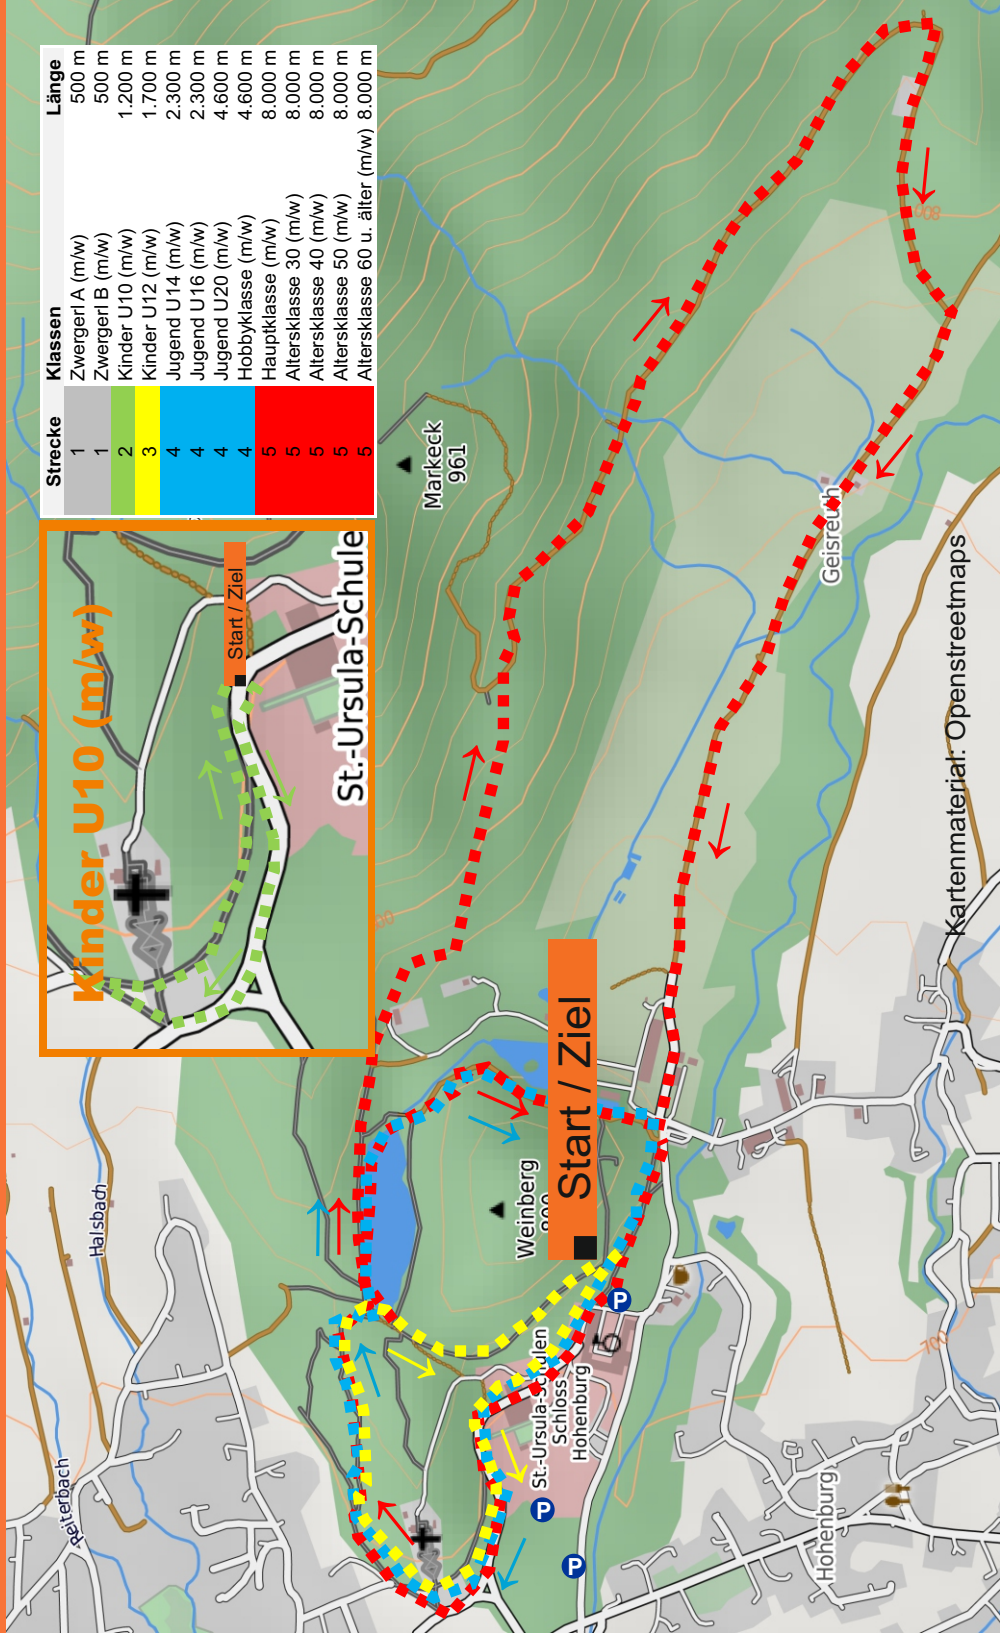 Strecke Klassen Länge
1 Zwergerl A (m/w) 500 m
1 Zwergerl B (m/w) 500 m
2 Kinder U10 (m/w) 1.200 m
3 Kinder U12 (m/w) 1.700 m
4 Jugend U14 (m/w) 2.300 m
4 Jugend U16 (m/w) 2.300 m
4 Jugend U20 (m/w) 4.600 m
4 Hobbyklasse (m/w) 4.600 m
5 Hauptklasse (m/w) 8.000 m
5 Altersklasse 30 (m/w) 8.000 m
5 Altersklasse 40 (m/w) 8.000 m
5 Altersklasse 50 (m/w) 8.000 m
5 Altersklasse 60 u. älter (m/w) 8.000 m
Kinder U10 (m/w)
Start / Ziel
St.-Ursula-Schule
Markeck
961
Halsbach
Reiterbach
Weinberg
Start / Ziel
St.-Ursula-Schulen
Schloss
Hohenburg
P
P
P
Geisreuth
800
700
Hohenburg
Kartenmaterial: Openstreetmaps